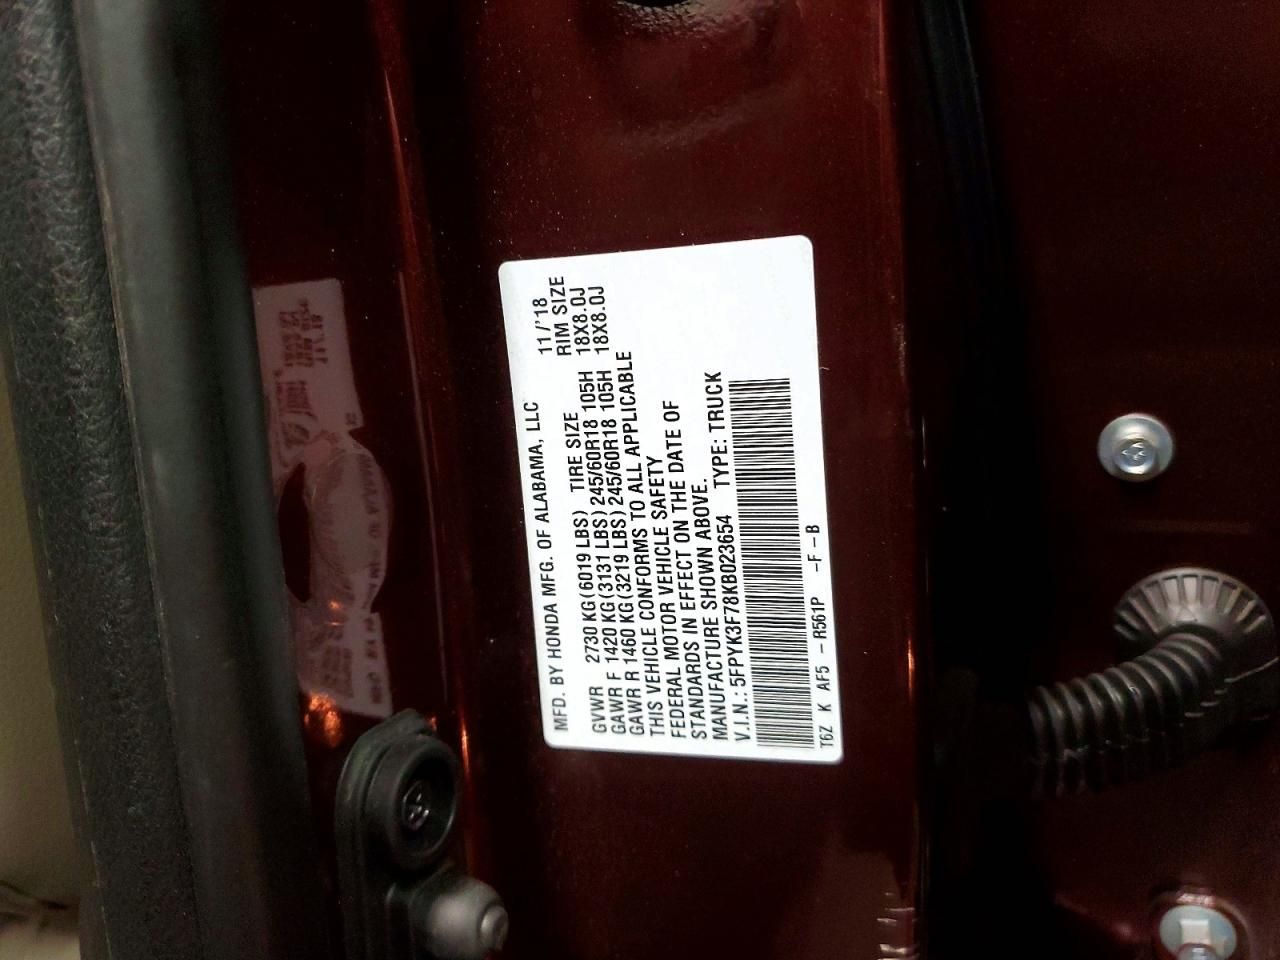 MFD. BY HONDA MFG. OF ALABAMA, LLC 11/'18
GVWR 2730 KG(6019 LBS) TIRE SIZE RIM SIZE
GAWR F 1420 KG(3131 LBS) 245/60R18 105H 18X8.0J
GAWR R 1460 KG(3219 LBS) 245/60R18 105H 18X8.0J
THIS VEHICLE CONFORMS TO ALL APPLICABLE
FEDERAL MOTOR VEHICLE SAFETY
STANDARDS IN EFFECT ON THE DATE OF
MANUFACTURE SHOWN ABOVE.
V.I.N.: 5FPYK3F78KB023654 TYPE: TRUCK
T6Z K AF5 -R561P -F-B